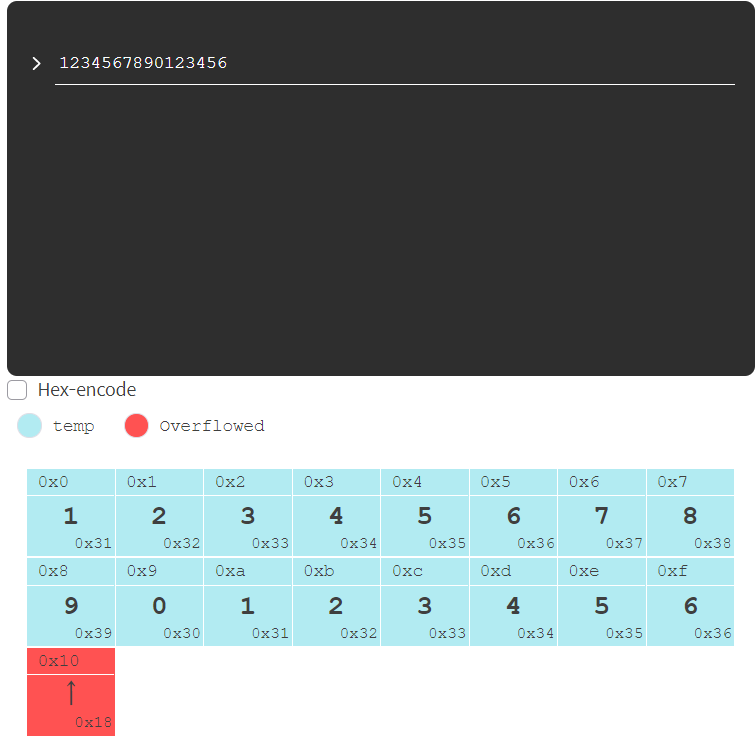 1234567890123456
Hex-encode
temp Overflowed
0x0 0x1 0x2 0x3 0x4 0x5 0x6 0x7
1 2 3 4 5 6 7 8
0x31 0x32 0x33 0x34 0x35 0x36 0x37 0x38
0x8 0x9 0xa 0xb 0xc 0xd 0xe 0xf
9 0 1 2 3 4 5 6
0x39 0x30 0x31 0x32 0x33 0x34 0x35 0x36
0x10
↑
0x18